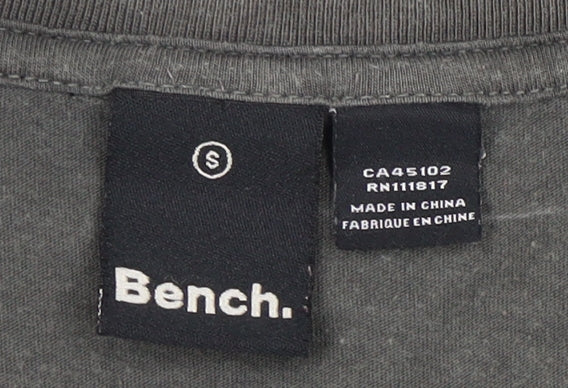 S
Bench.
CA45102
RN111817
MADE IN CHINA
FABRIQUE EN CHINE